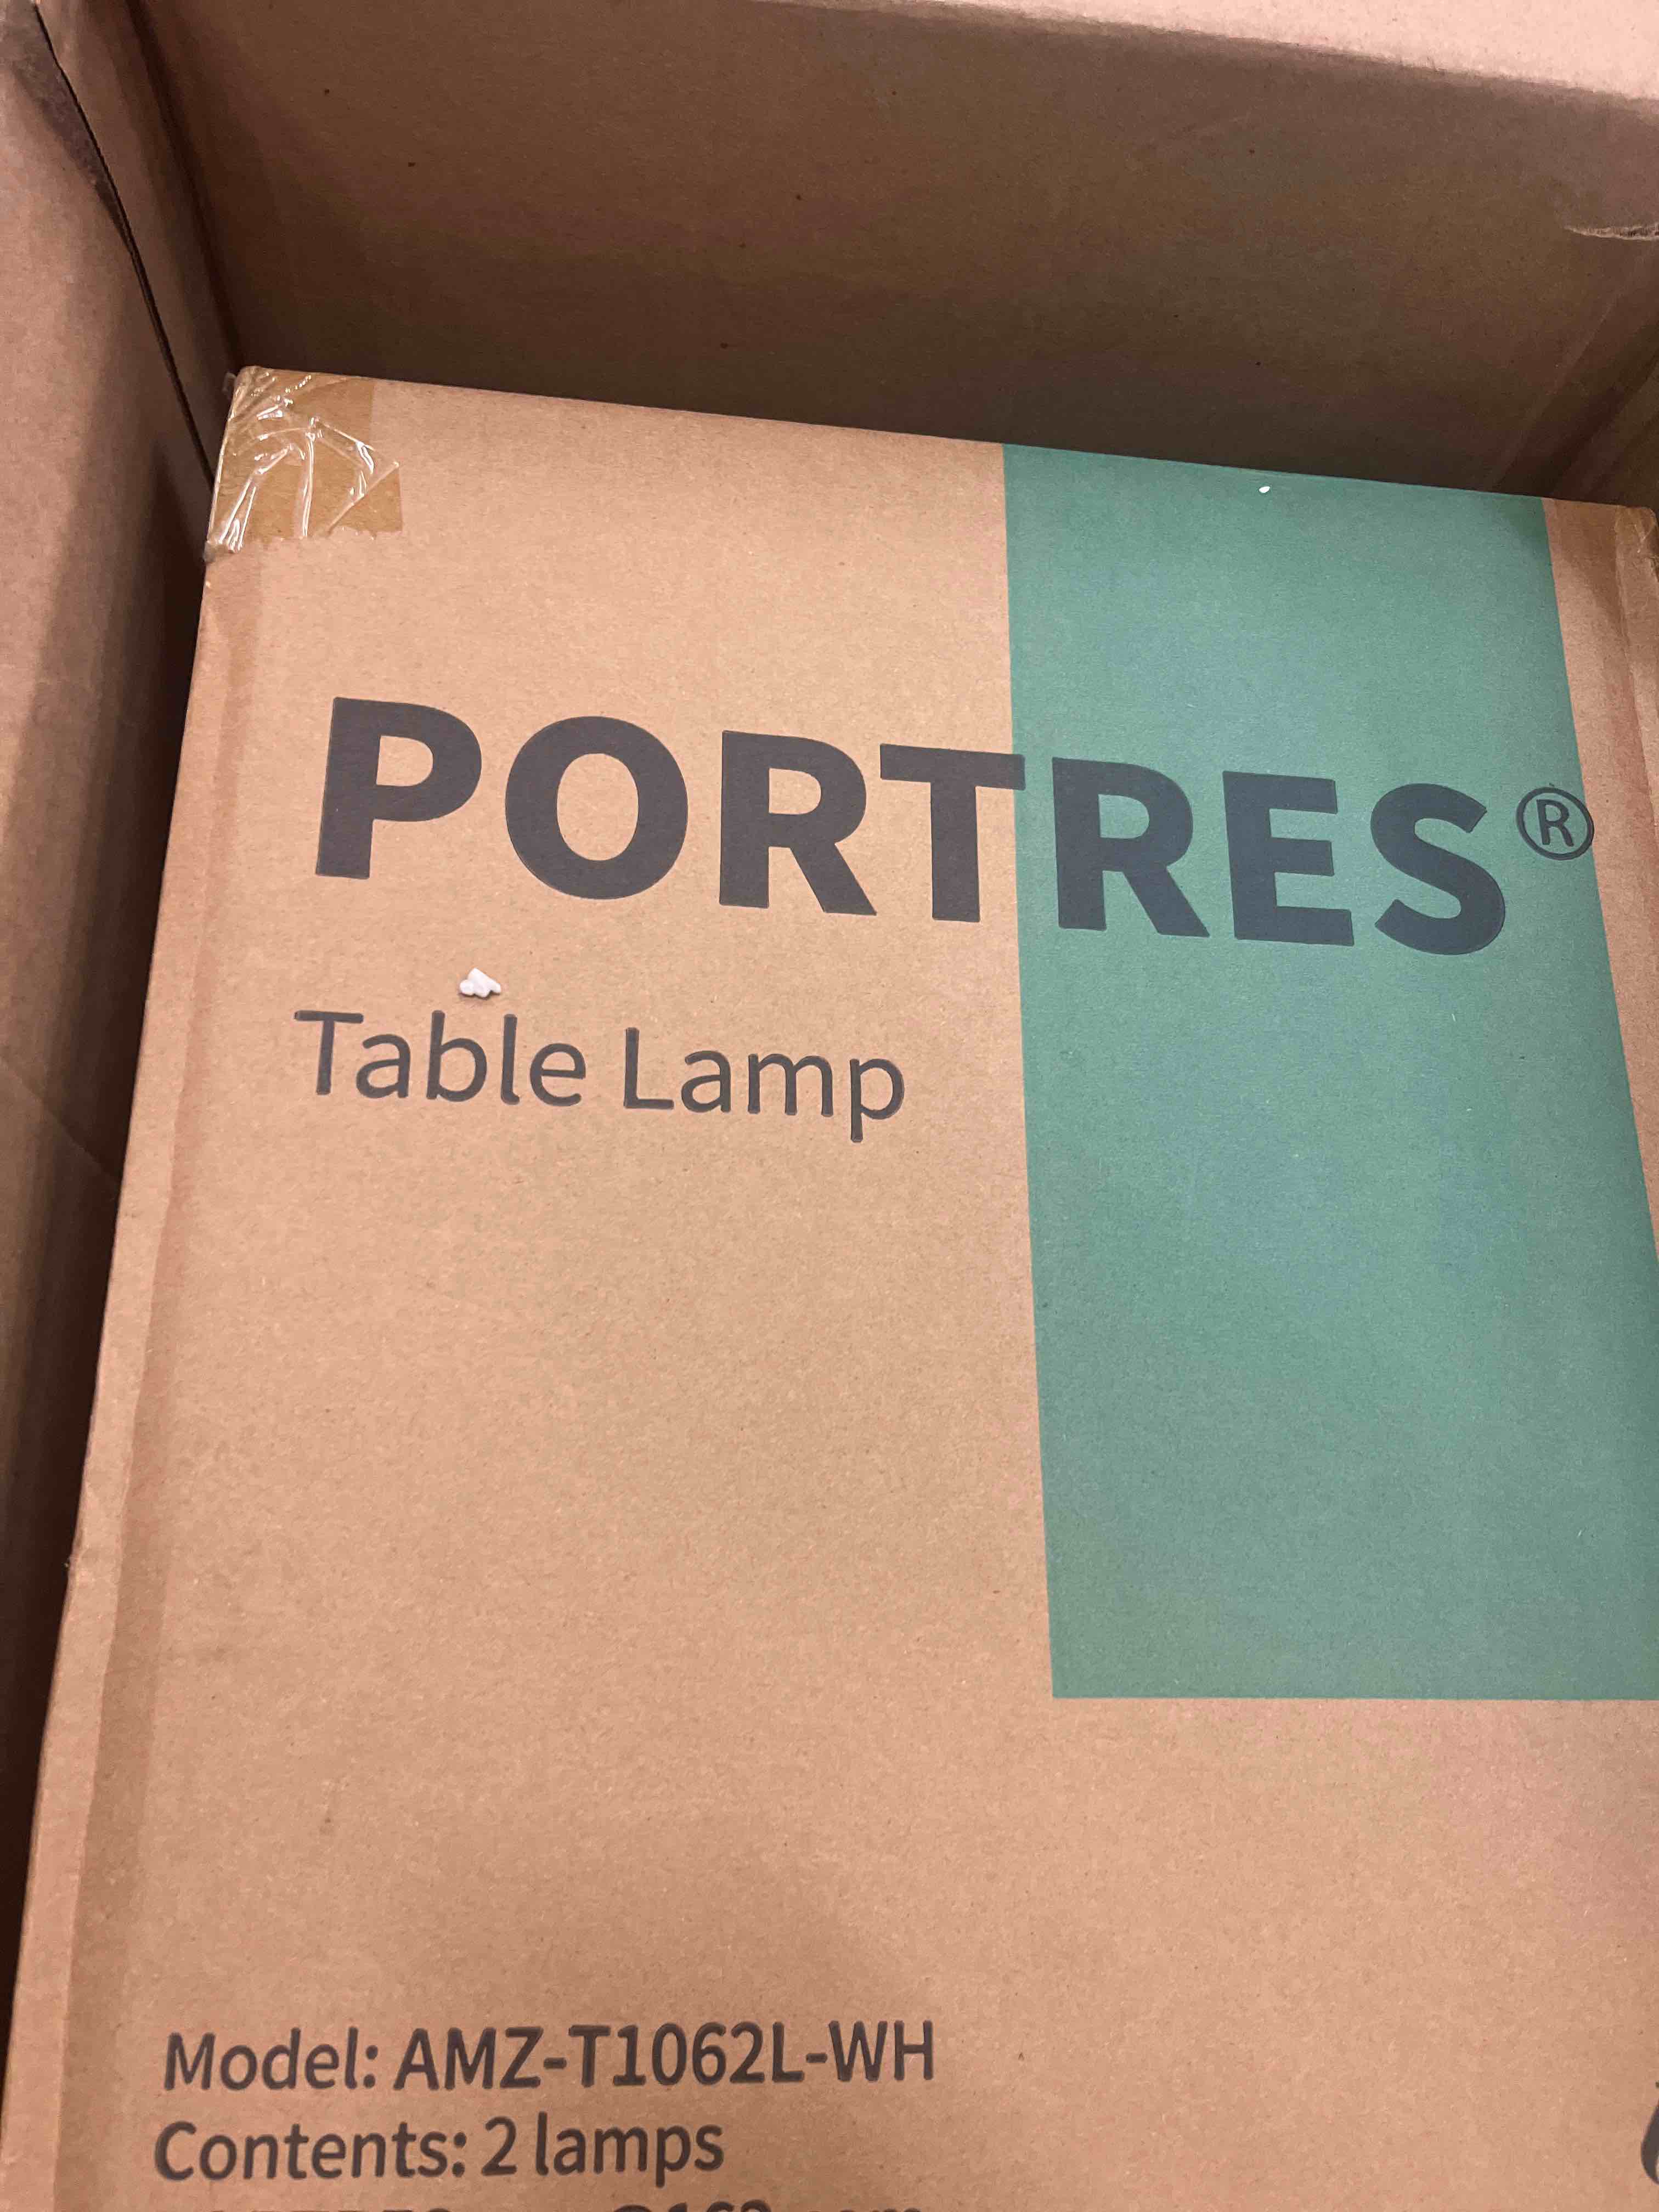 PORTRES®
Table Lamp
Model: AMZ-T1062L-WH
Contents: 2 lamps